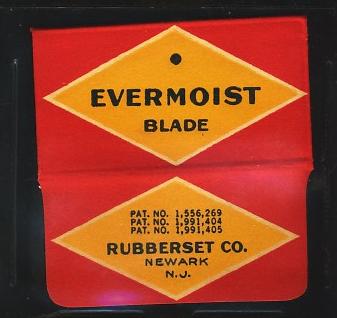 EVERMOIST
BLADE
PAT. NO. 1,556,269
PAT. NO. 1,991,404
PAT. NO. 1,991,405
RUBBERSET CO.
NEWARK
N.J.